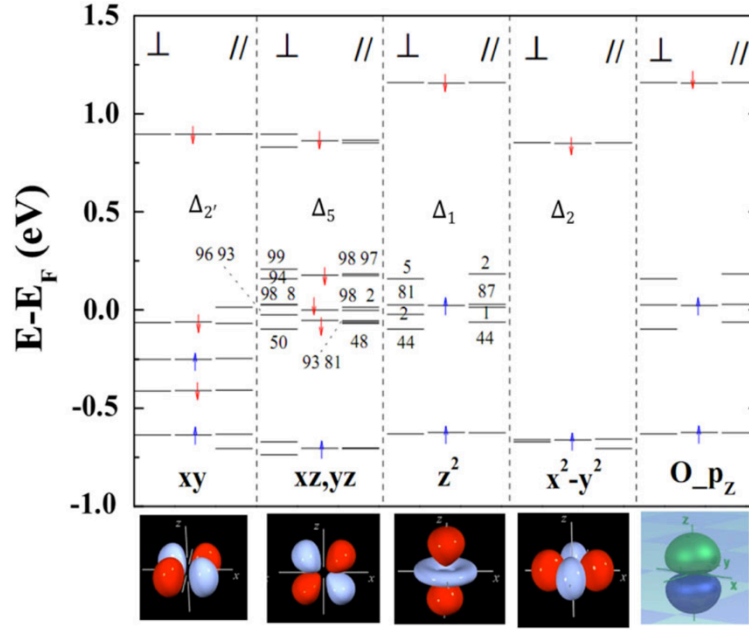 ⊥ // ⊥ // ⊥ // ⊥ // ⊥ //
1.5
1.0
0.5
0.0
-0.5
-1.0
E-E_F (eV)
Δ2' Δ5 Δ1 Δ2
96 93 99 98 97 5 2
94
98 8 98 2 81 87
2 1
50 48 44 44
93 81
xy xz,yz z² x²-y² O_pz
z z z z z
y
x x x x x